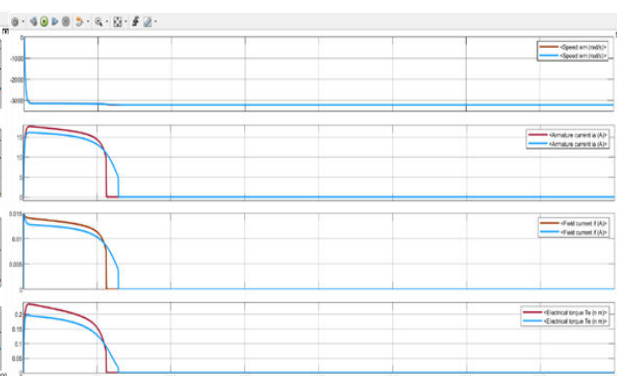 0
-1000
-2000
-3000
<Speed wm (rad/s)>
<Speed wm (rad/s)>
15
10
5
0
<Armature current ia (A)>
<Armature current ia (A)>
0.015
0.01
0.005
0
<Field current if (A)>
<Field current if (A)>
0.2
0.15
0.1
0.05
<Electrical torque Te (n m)>
<Electrical torque Te (n m)>